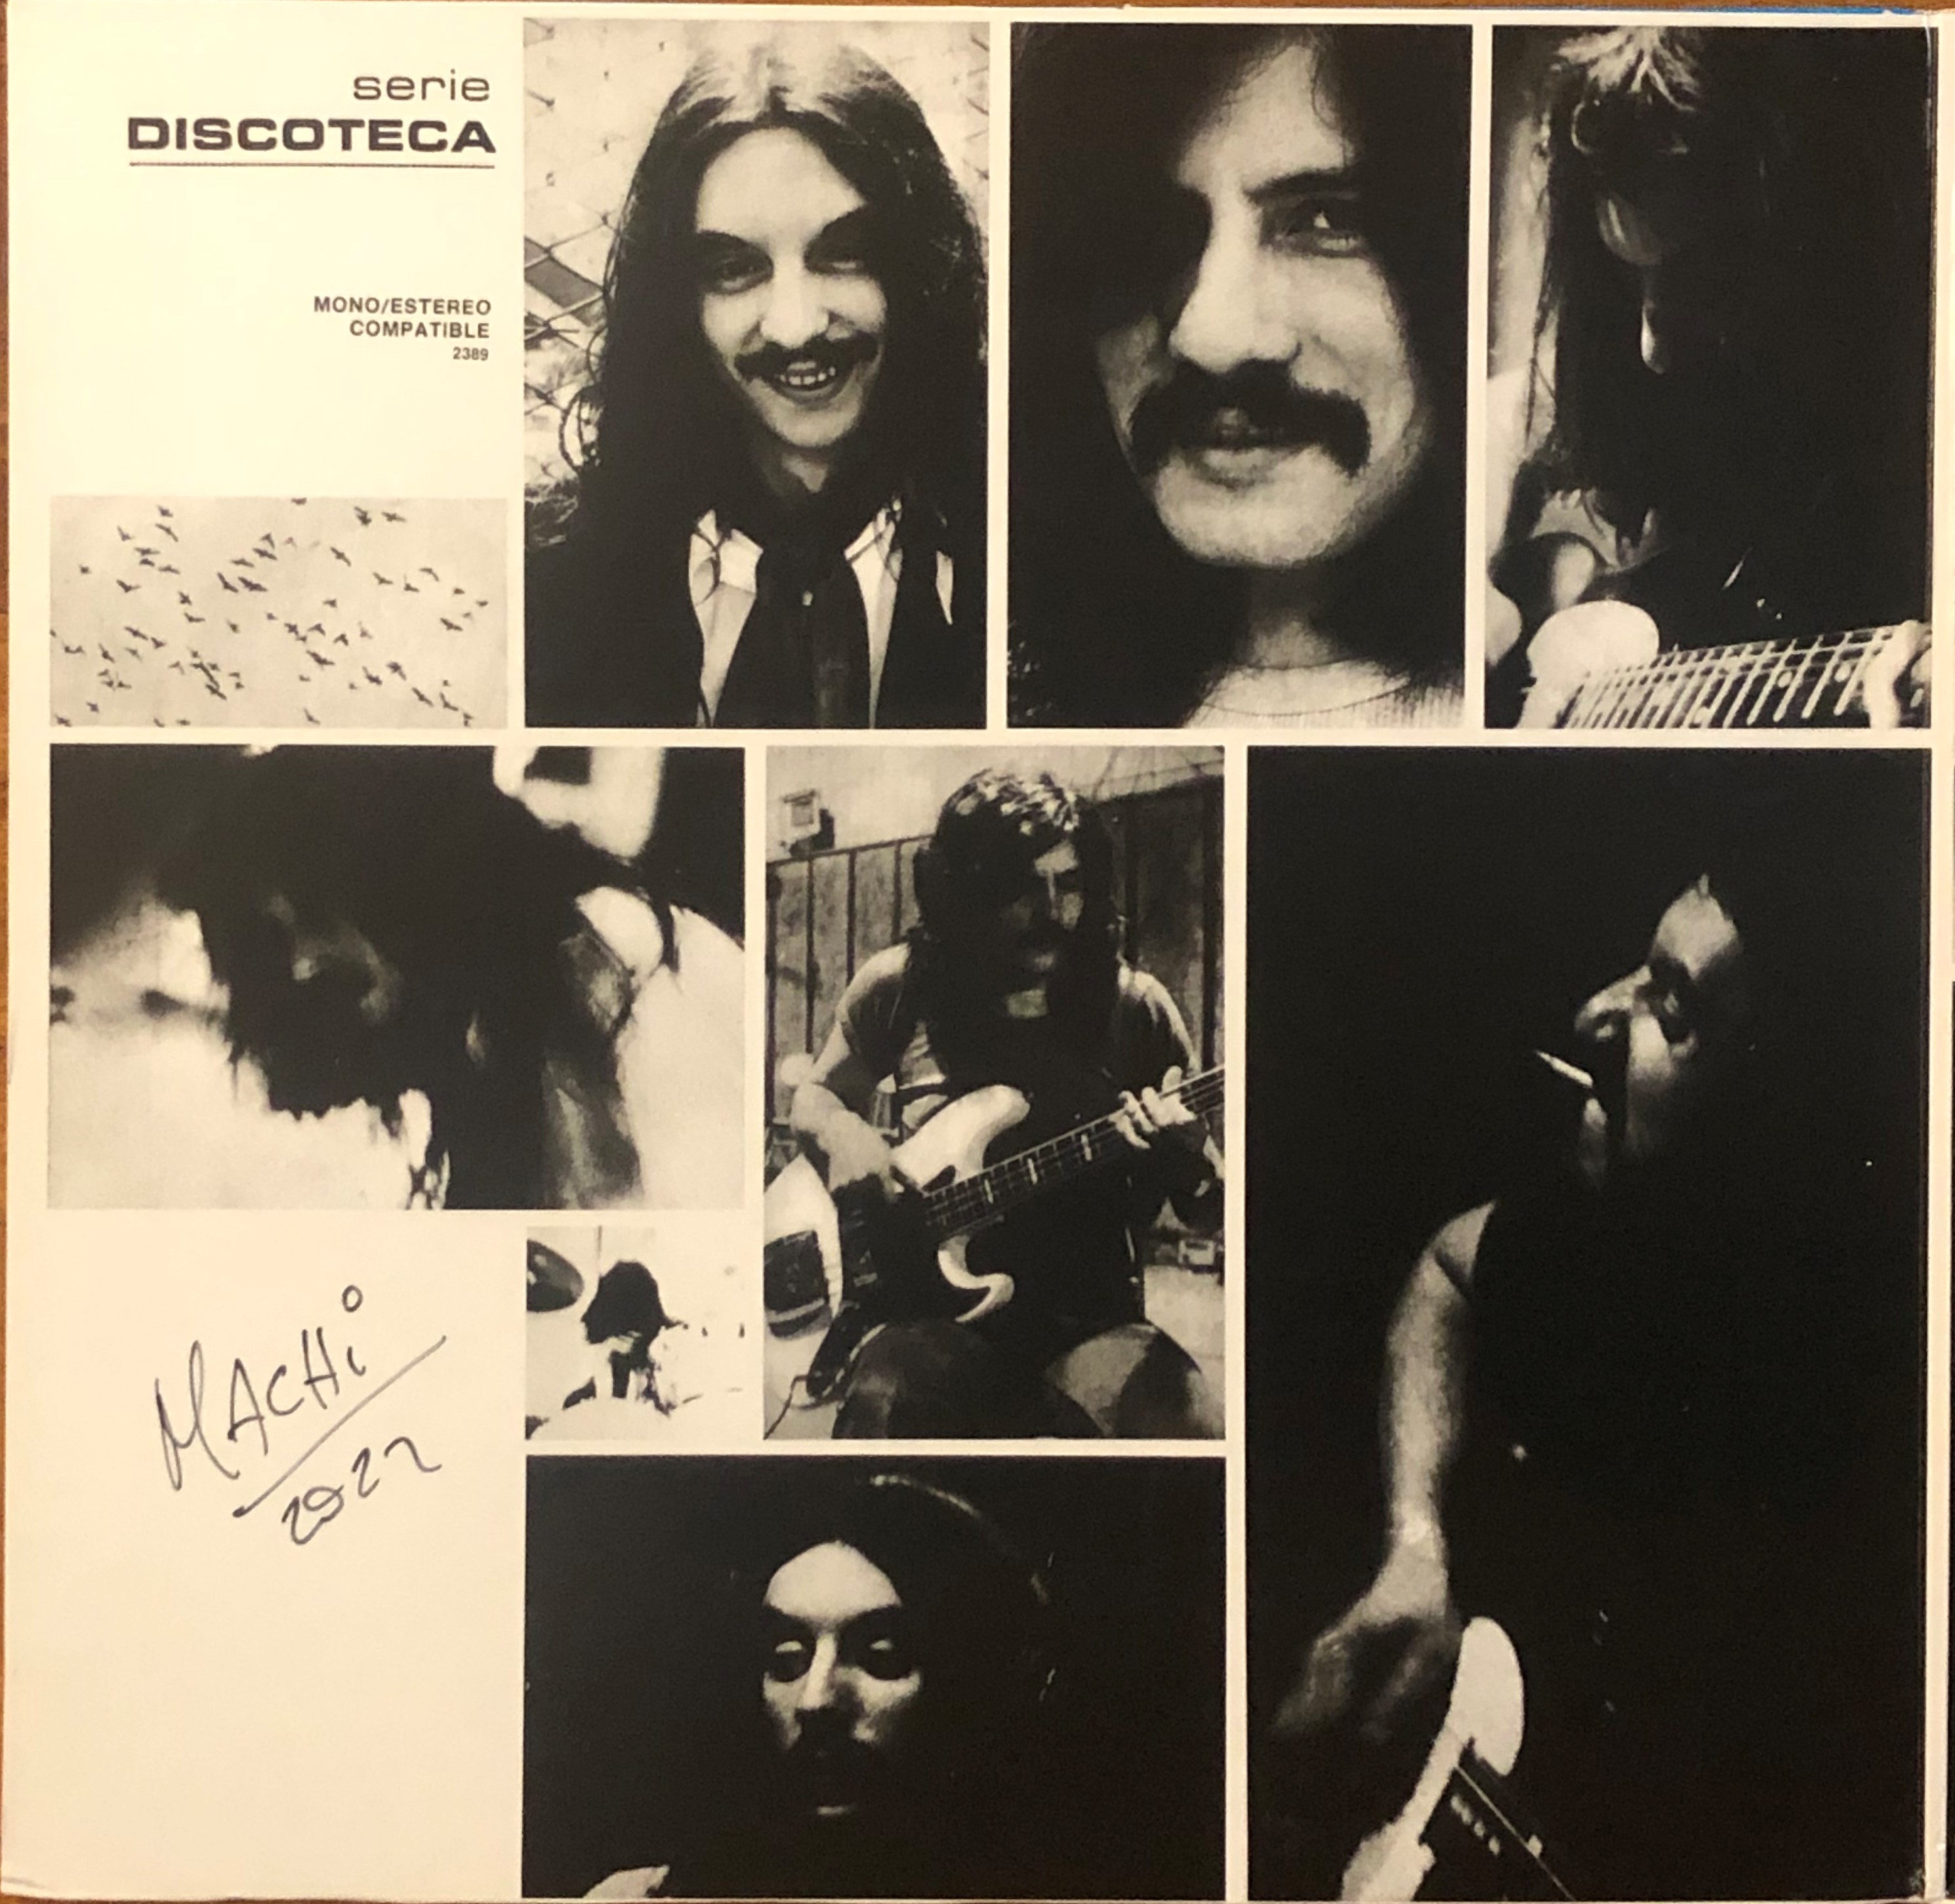 serie
DISCOTECA
MONO/ESTEREO
COMPATIBLE
2389
MACHi
2022